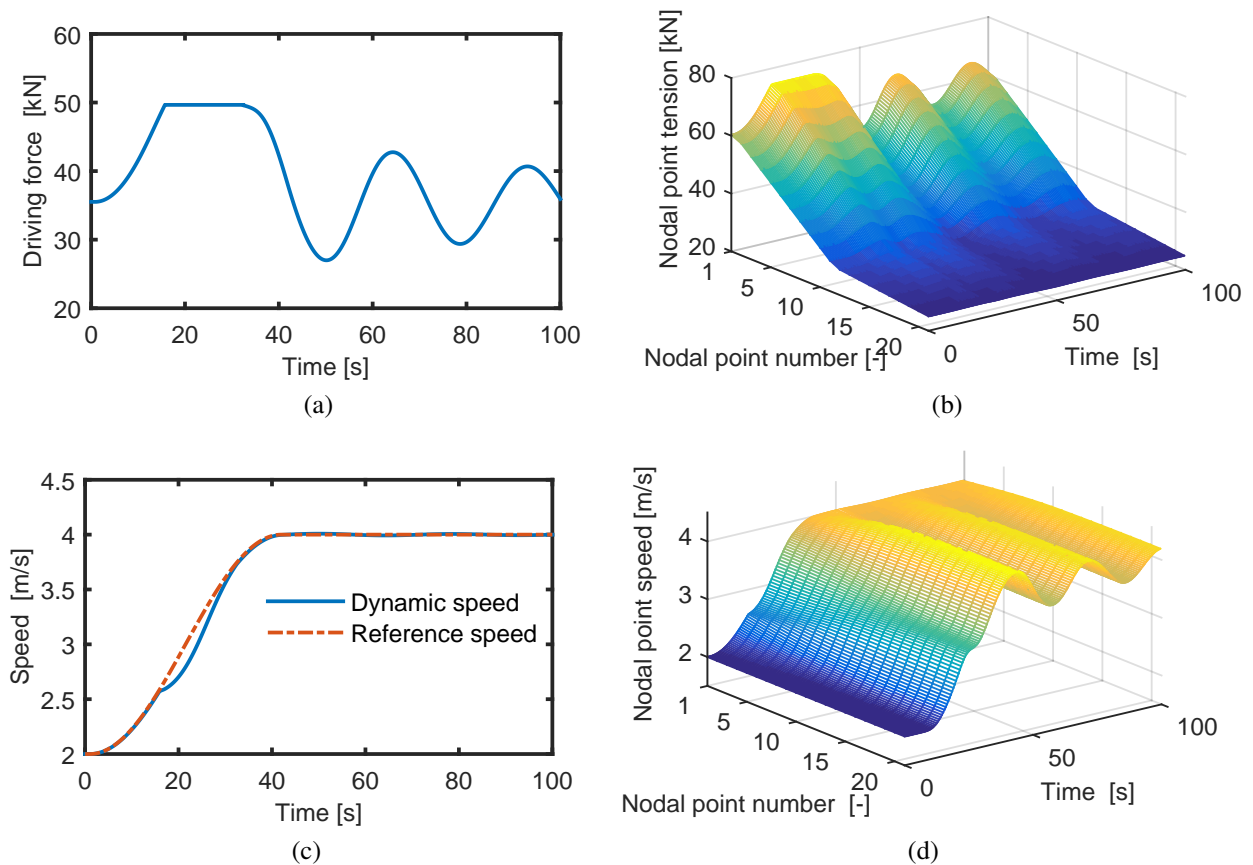 60
50
40
30
20
0 20 40 60 80 100
Driving force [kN]
Time [s]
(a)
80
60
40
20
1
5
10
15
20
0
50
100
Nodal point tension [kN]
Nodal point number [-]
Time [s]
(b)
4.5
4
3.5
3
2.5
2
0 20 40 60 80 100
Speed [m/s]
Dynamic speed
Reference speed
Time [s]
(c)
4
3
2
1
5
10
15
20
0
50
100
Nodal point speed [m/s]
Nodal point number [-]
Time [s]
(d)